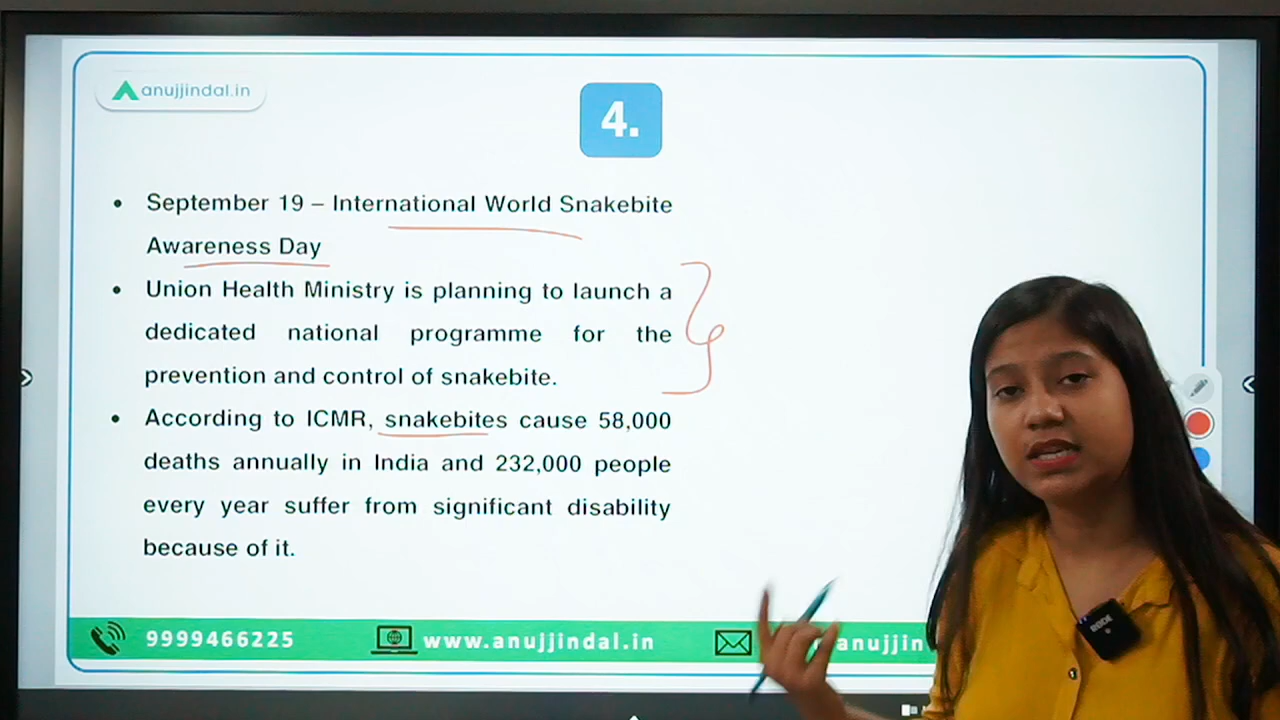 anujjindal.in
4.
• September 19 – International World Snakebite
Awareness Day
• Union Health Ministry is planning to launch a
dedicated national programme for the
prevention and control of snakebite.
• According to ICMR, snakebites cause 58,000
deaths annually in India and 232,000 people
every year suffer from significant disability
because of it.
9999466225
www.anujjindal.in
anujjin
RODE